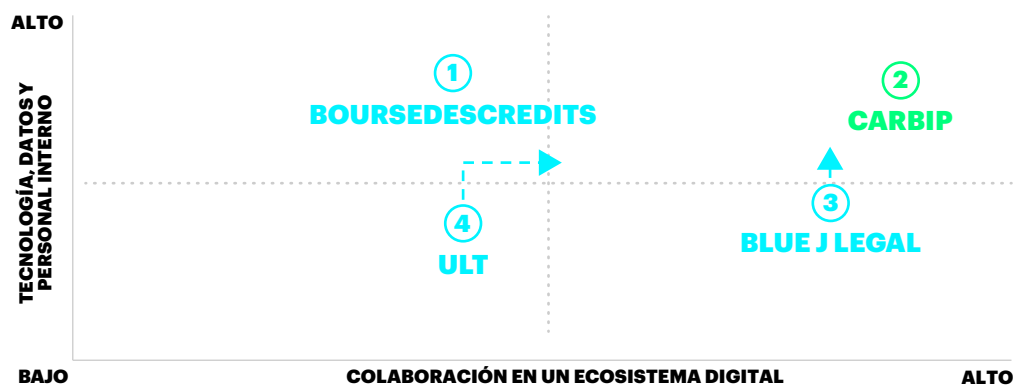 ALTO
TECNOLOGÍA, DATOS Y
PERSONAL INTERNO
1
BOURSEDESCREDITS
2
CARBIP
3
BLUE J LEGAL
4
ULT
BAJO
COLABORACIÓN EN UN ECOSISTEMA DIGITAL
ALTO